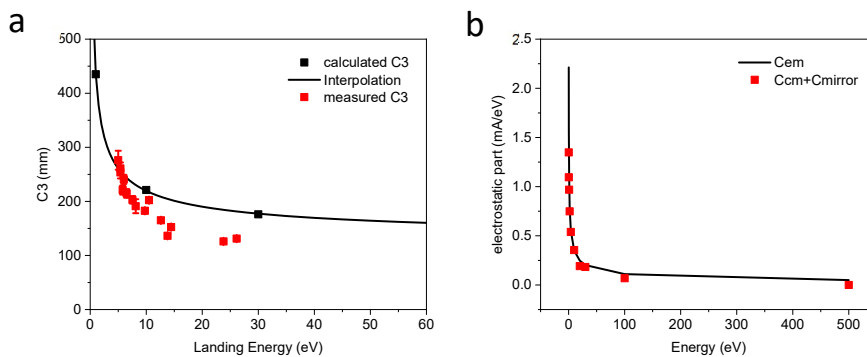 a
500
400
300
200
100
0
C3 (mm)
0 10 20 30 40 50 60
Landing Energy (eV)
calculated C3
Interpolation
measured C3
b
2.5
2.0
1.5
1.0
0.5
0.0
electrostatic part (mA/eV)
0 100 200 300 400 500
Energy (eV)
Cem
Ccm+Cmirror